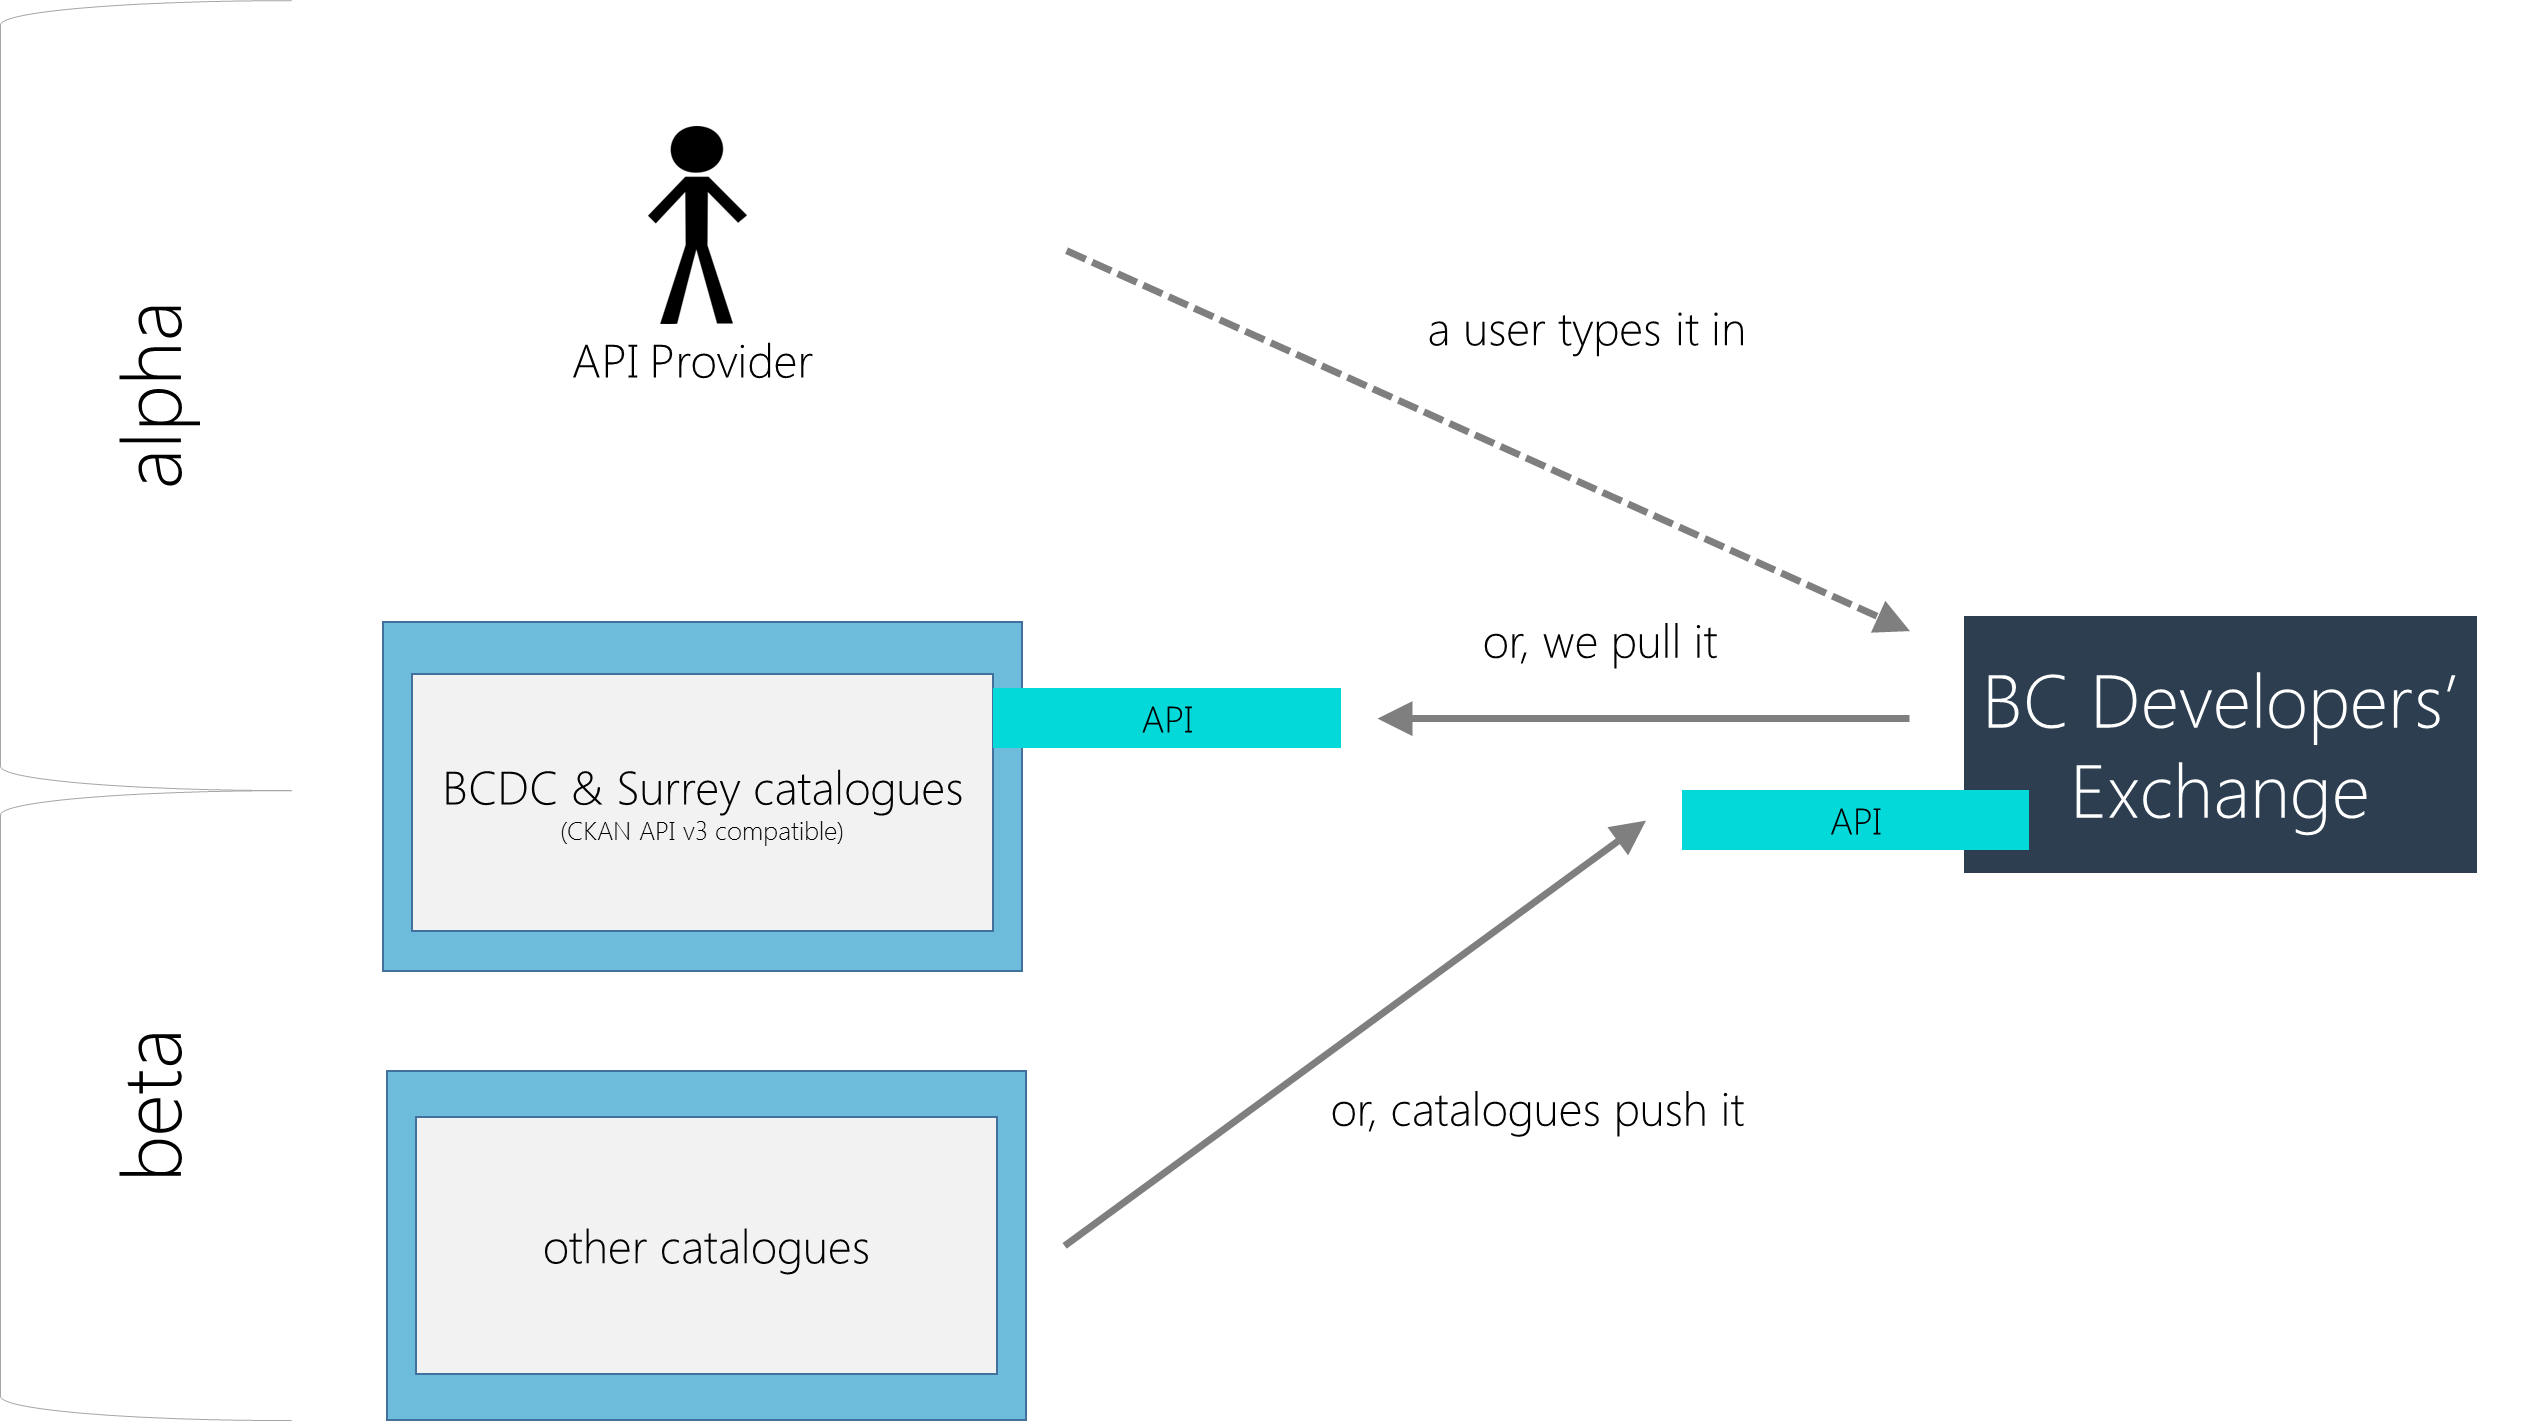 alpha
API Provider
a user types it in
or, we pull it
API
BC Developers’
Exchange
BCDC & Surrey catalogues
(CKAN API v3 compatible)
API
beta
or, catalogues push it
other catalogues